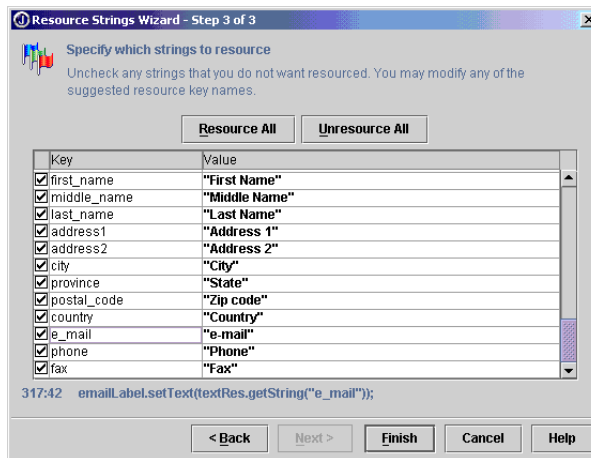 Resource Strings Wizard - Step 3 of 3
Specify which strings to resource
Uncheck any strings that you do not want resourced. You may modify any of the
suggested resource key names.
Resource All Unresource All
Key Value
first_name "First Name"
middle_name "Middle Name"
last_name "Last Name"
address1 "Address 1"
address2 "Address 2"
city "City"
province "State"
postal_code "Zip code"
country "Country"
e_mail "e-mail"
phone "Phone"
fax "Fax"
317:42 emailLabel.setText(textRes.getString("e_mail"));
< Back Next > Finish Cancel Help